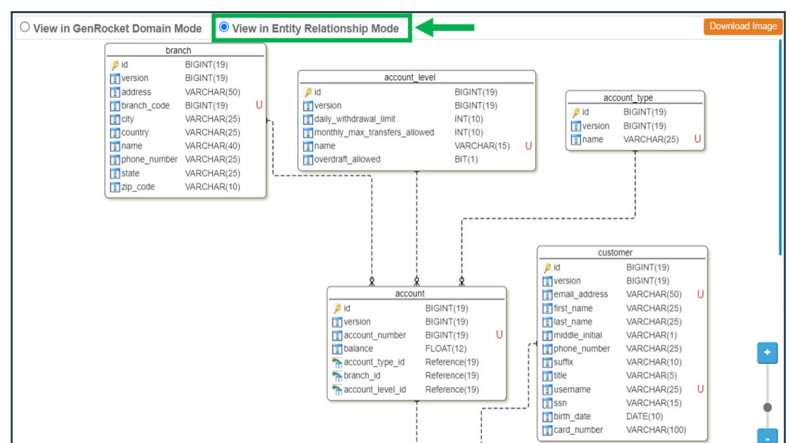 View in GenRocket Domain Mode
View in Entity Relationship Mode
Download Image
branch
id BIGINT(19)
version BIGINT(19)
address VARCHAR(50)
branch_code BIGINT(19) U
city VARCHAR(25)
country VARCHAR(25)
name VARCHAR(40)
phone_number VARCHAR(25)
state VARCHAR(25)
zip_code VARCHAR(10)
account_level
id BIGINT(19)
version BIGINT(19)
daily_withdrawal_limit INT(10)
monthly_max_transfers_allowed INT(10)
name VARCHAR(15) U
overdraft_allowed BIT(1)
account_type
id BIGINT(19)
version BIGINT(19)
name VARCHAR(25) U
account
id BIGINT(19)
version BIGINT(19)
account_number BIGINT(19) U
balance FLOAT(12)
account_type_id Reference(19)
branch_id Reference(19)
account_level_id Reference(19)
customer
id BIGINT(19)
version BIGINT(19)
email_address VARCHAR(50) U
first_name VARCHAR(25)
last_name VARCHAR(25)
middle_initial VARCHAR(1)
phone_number VARCHAR(25)
suffix VARCHAR(10)
title VARCHAR(5)
username VARCHAR(25) U
ssn VARCHAR(15)
birth_date DATE(10)
card_number VARCHAR(100)
+
-